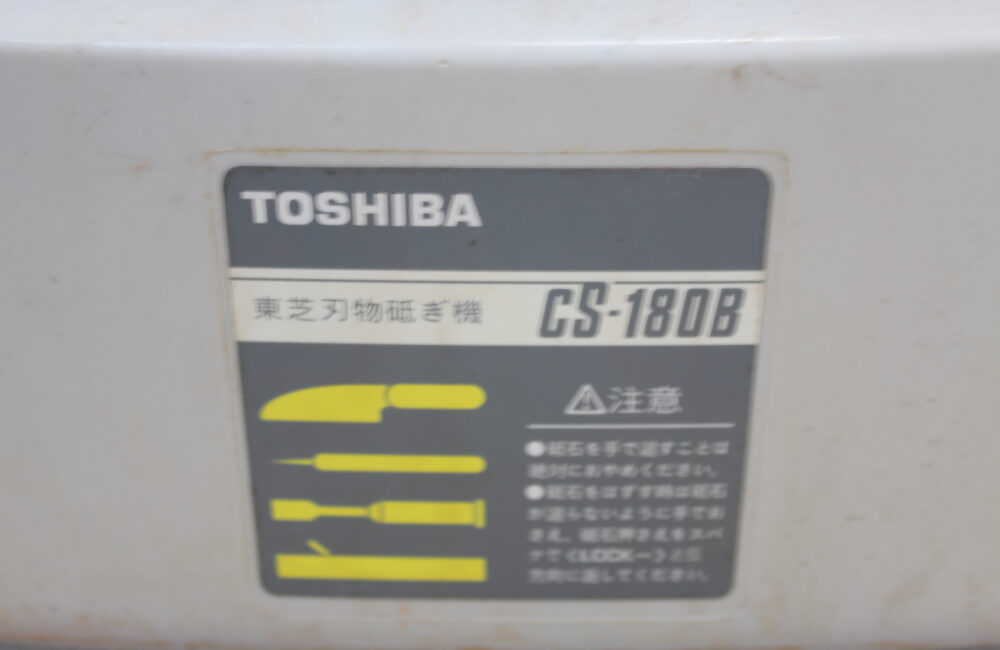 TOSHIBA
東芝刃物砥ぎ機
CS-180B
注意
●砥石を手で逆すことは
絶対におやめください。
●砥石をはずす時は砥石
が逆らないように手でお
さえ、砥石押さえをスパ
ナで〈LOCK→〉と反
方向に逆してください。